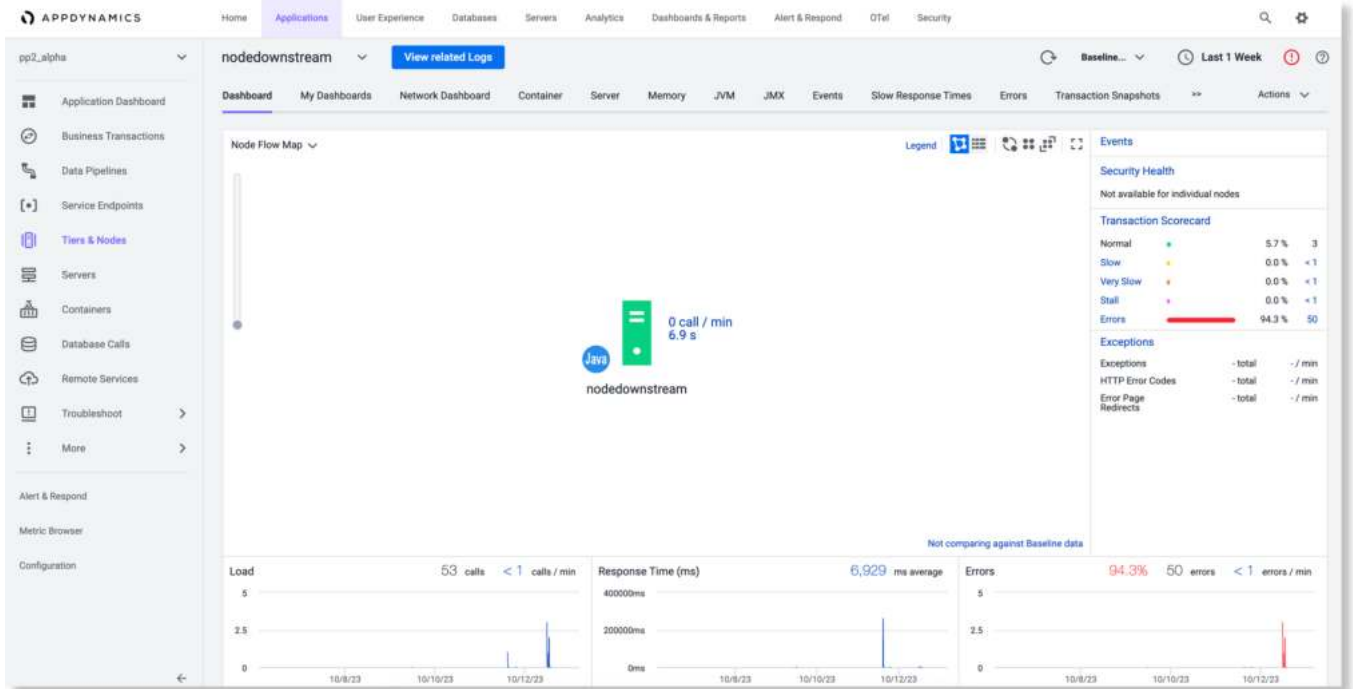 APPDYNAMICS
Home Applications User Experience Databases Servers Analytics Dashboards & Reports Alert & Respond OTel Security
pp2_alpha
nodedownstream View related Logs Baseline... Last 1 Week
Dashboard My Dashboards Network Dashboard Container Server Memory JVM JMX Events Slow Response Times Errors Transaction Snapshots >> Actions
Application Dashboard
Business Transactions
Data Pipelines
Service Endpoints
Tiers & Nodes
Servers
Containers
Database Calls
Remote Services
Troubleshoot
More
Alert & Respond
Metric Browser
Configuration
Node Flow Map Legend
0 call / min
6.9 s
Java
nodedownstream
Not comparing against Baseline data
Events
Security Health
Not available for individual nodes
Transaction Scorecard
Normal 5.7 % 3
Slow 0.0 % < 1
Very Slow 0.0 % < 1
Stall 0.0 % < 1
Errors 94.3 % 50
Exceptions
Exceptions - total - / min
HTTP Error Codes - total - / min
Error Page Redirects - total - / min
Load 53 calls < 1 calls / min
5
2.5
0
10/8/23 10/10/23 10/12/23
Response Time (ms) 6,929 ms average
400000ms
200000ms
0ms
10/8/23 10/10/23 10/12/23
Errors 94.3% 50 errors < 1 errors / min
5
2.5
0
10/8/23 10/10/23 10/12/23